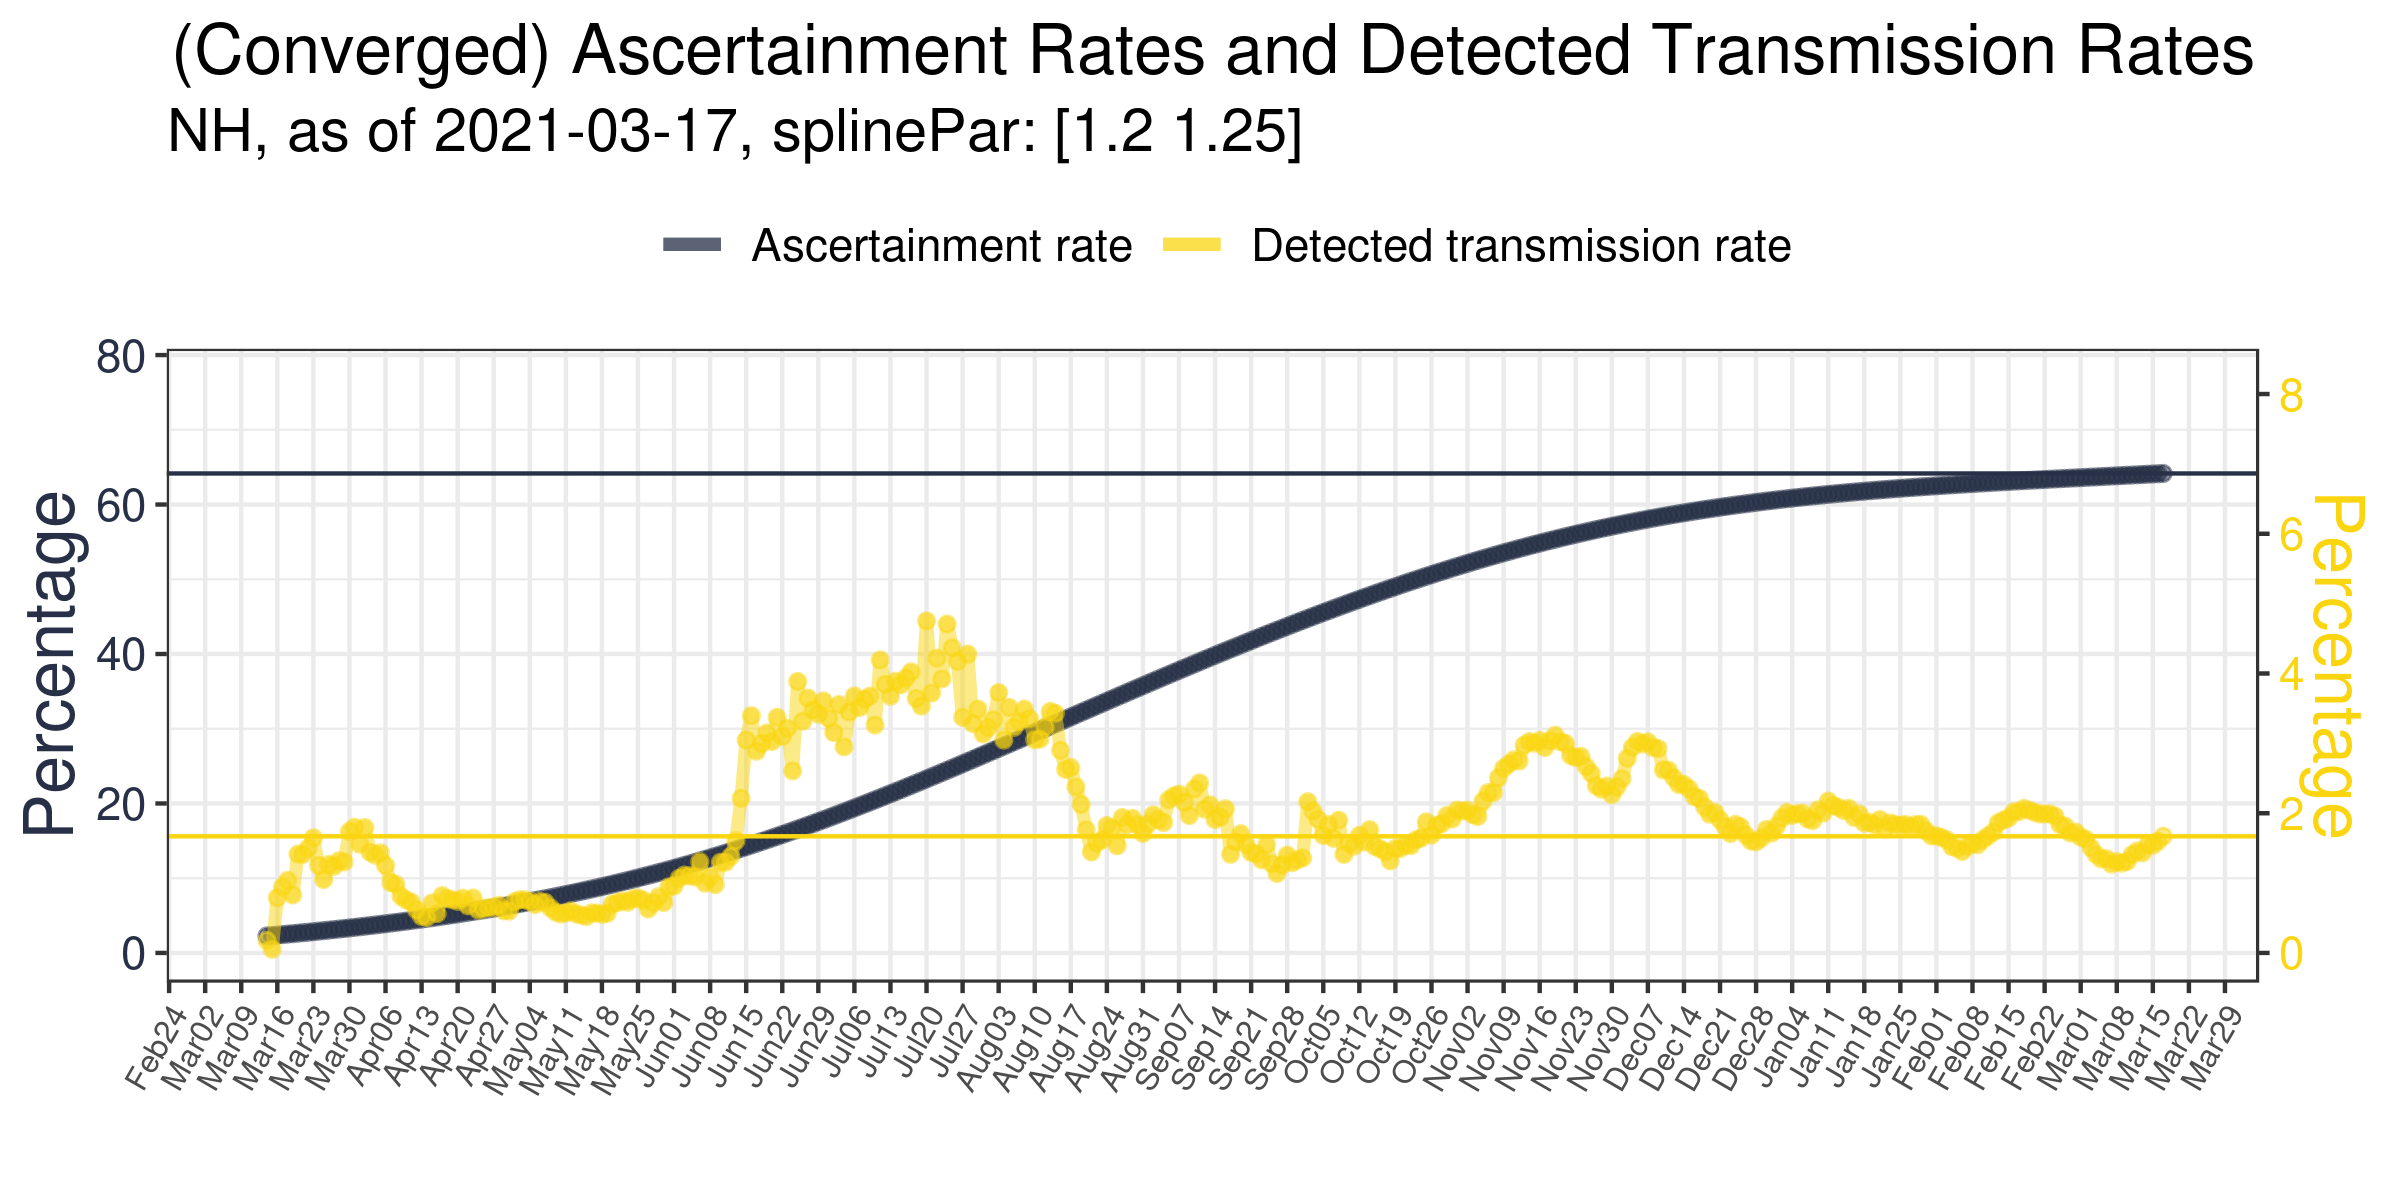 (Converged) Ascertainment Rates and Detected Transmission Rates
NH, as of 2021-03-17, splinePar: [1.2 1.25]
Ascertainment rate Detected transmission rate
Percentage
80
60
40
20
0
8
6
4
2
0
Percentage
Feb24 Mar02 Mar09 Mar16 Mar23 Mar30 Apr06 Apr13 Apr20 Apr27 May04 May11 May18 May25 Jun01 Jun08 Jun15 Jun22 Jun29 Jul06 Jul13 Jul20 Jul27 Aug03 Aug10 Aug17 Aug24 Aug31 Sep07 Sep14 Sep21 Sep28 Oct05 Oct12 Oct19 Oct26 Nov02 Nov09 Nov16 Nov23 Nov30 Dec07 Dec14 Dec21 Dec28 Jan04 Jan11 Jan18 Jan25 Feb01 Feb08 Feb15 Feb22 Mar01 Mar08 Mar15 Mar22 Mar29